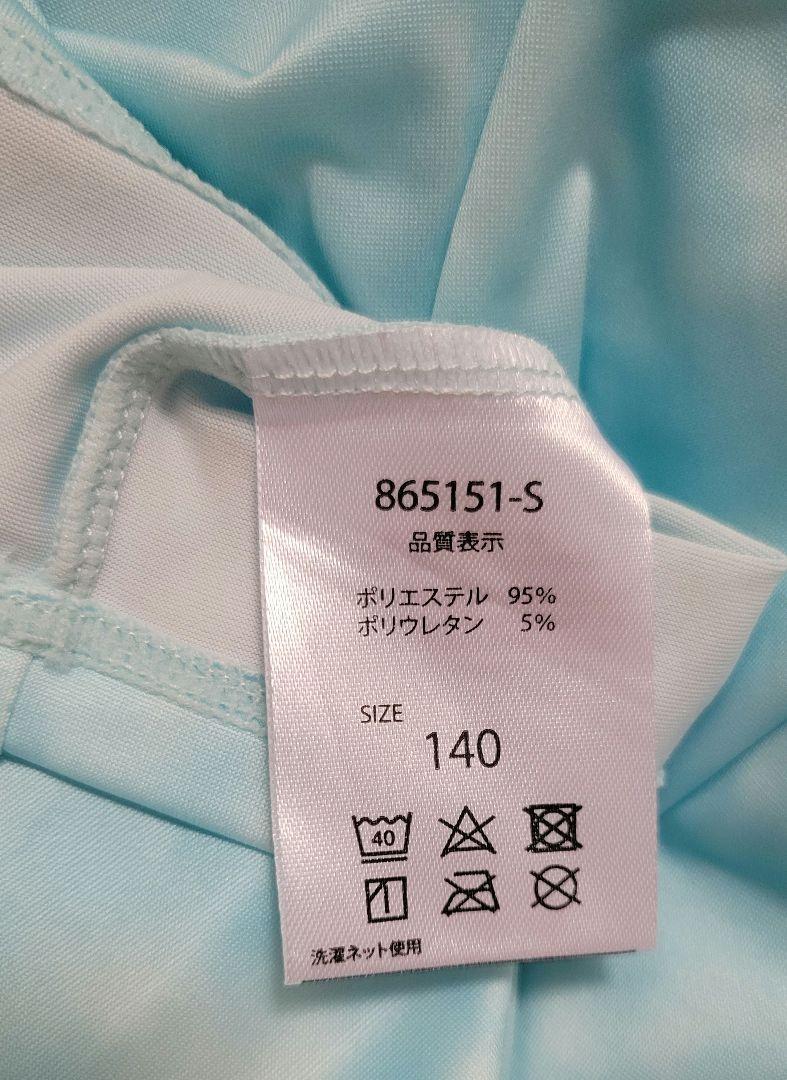 865151-S
品質表示
ポリエステル 95%
ポリウレタン 5%
SIZE
140
40
洗濯ネット使用